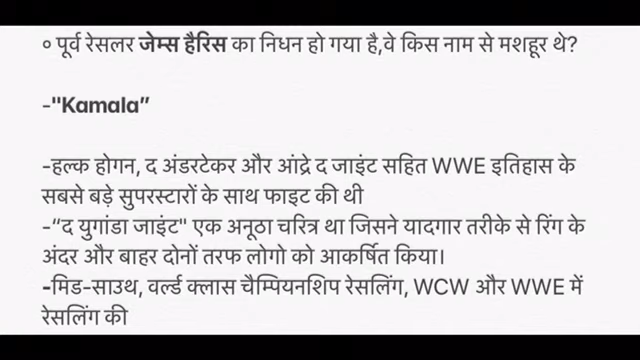 ० पूर्व रेसलर जेम्स हैरिस का निधन हो गया है,वे किस नाम से मशहूर थे?
-"Kamala”
-हल्क होगन, द अंडरटेकर और आंद्रे द जाइंट सहित WWE इतिहास के
सबसे बड़े सुपरस्टारों के साथ फाइट की थी
-“द युगांडा जाइंट" एक अनूठा चरित्र था जिसने यादगार तरीके से रिंग के
अंदर और बाहर दोनों तरफ लोगो को आकर्षित किया।
-मिड-साउथ, वर्ल्ड क्लास चैम्पियनशिप रेसलिंग, WCW और WWE में
रेसलिंग की